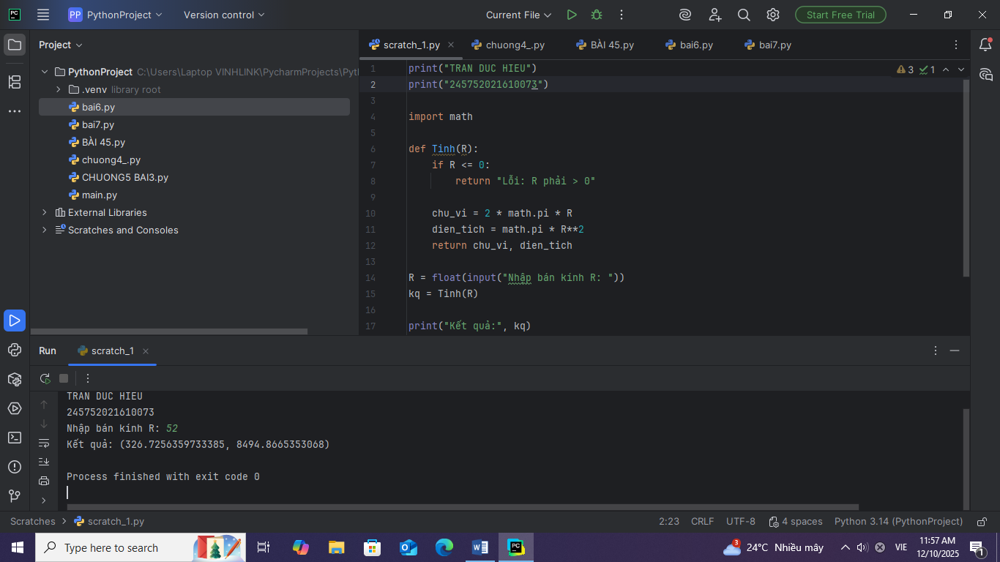 PC
PP PythonProject
Version control
Current File
Start Free Trial
Project
PythonProject C:\Users\Laptop VINHLINK\PycharmProjects\Pyt
.venv library root
bai6.py
bai7.py
BÀI 45.py
chuong4_.py
CHUONG5 BAI3.py
main.py
External Libraries
Scratches and Consoles
scratch_1.py
chuong4_.py
BÀI 45.py
bai6.py
bai7.py
3 1
1 print("TRAN DUC HIEU")
2 print("245752021610073")
3
4 import math
5
6 def Tinh(R):
7 if R <= 0:
8 return "Lỗi: R phải > 0"
9
10 chu_vi = 2 * math.pi * R
11 dien_tich = math.pi * R**2
12 return chu_vi, dien_tich
13
14 R = float(input("Nhập bán kính R: "))
15 kq = Tinh(R)
16
17 print("Kết quả:", kq)
Run
scratch_1
TRAN DUC HIEU
245752021610073
Nhập bán kính R: 52
Kết quả: (326.7256359733385, 8494.8665353068)
Process finished with exit code 0
Scratches
scratch_1.py
2:23
CRLF
UTF-8
4 spaces
Python 3.14 (PythonProject)
Type here to search
W
PC
3
24°C Nhiều mây
VIE
11:57 AM
12/10/2025
1